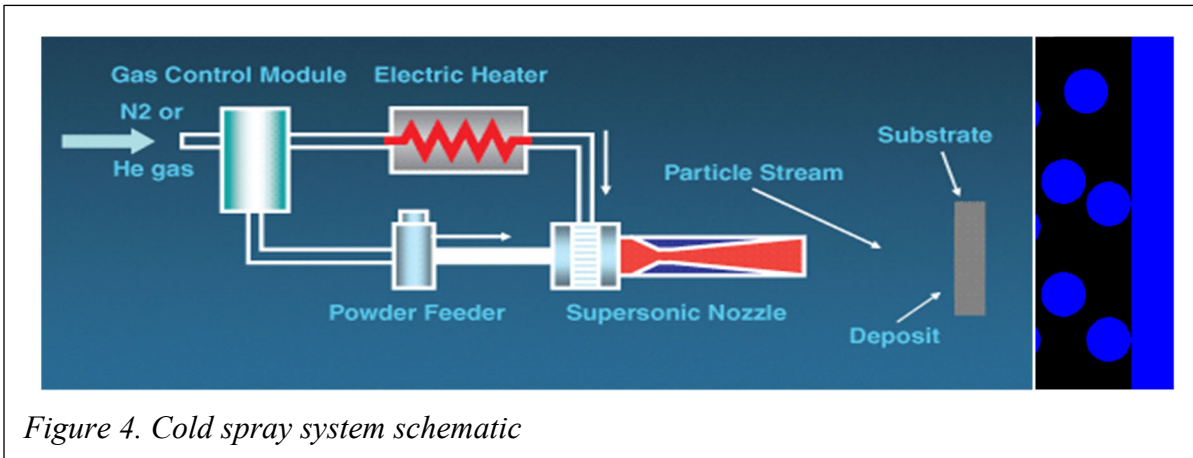 Gas Control Module
Electric Heater
N2 or
He gas
Substrate
Particle Stream
Powder Feeder
Supersonic Nozzle
Deposit
Figure 4. Cold spray system schematic